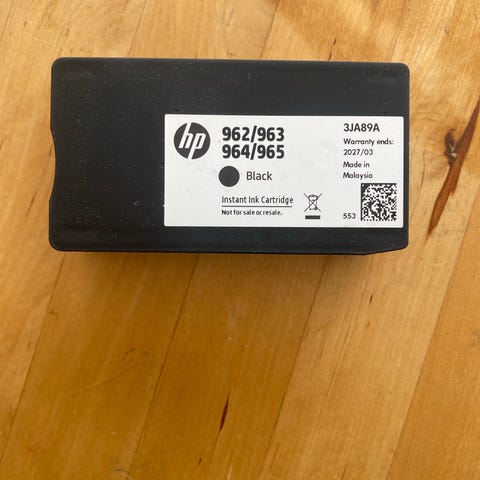 hp
962/963
964/965
Black
Instant Ink Cartridge
Not for sale or resale.
3JA89A
Warranty ends:
2027/03
Made in
Malaysia
553